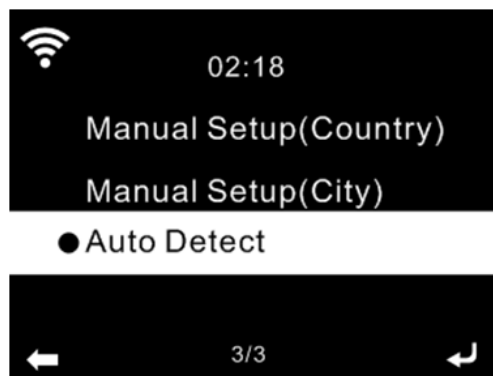 02:18
Manual Setup(Country)
Manual Setup(City)
Auto Detect
3/3